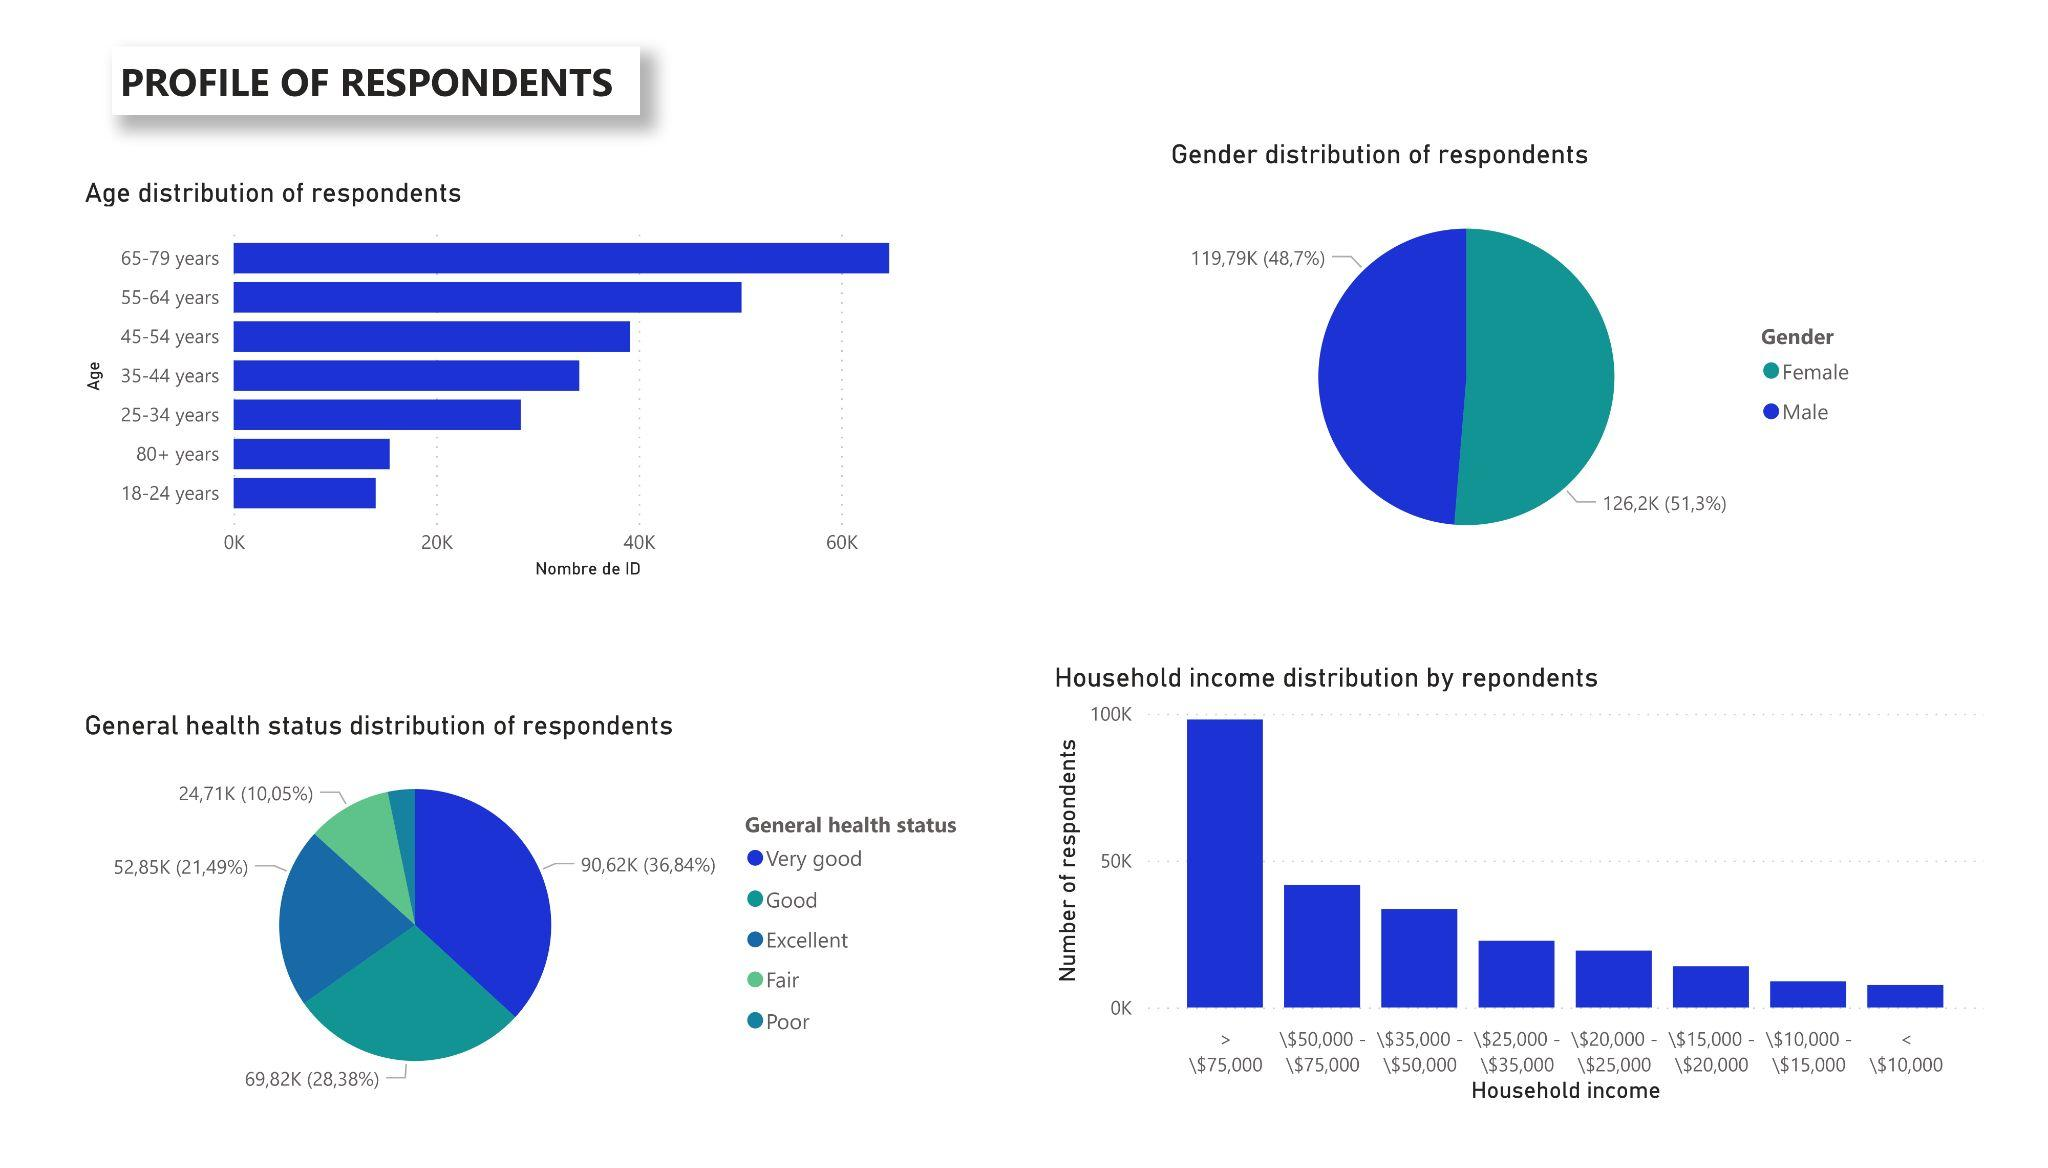 PROFILE OF RESPONDENTS
Age distribution of respondents
65-79 years
55-64 years
45-54 years
35-44 years
25-34 years
80+ years
18-24 years
Age
0K
20K
40K
60K
Nombre de ID
Gender distribution of respondents
119,79K (48,7%)
126,2K (51,3%)
Gender
Female
Male
General health status distribution of respondents
24,71K (10,05%)
52,85K (21,49%)
90,62K (36,84%)
69,82K (28,38%)
General health status
Very good
Good
Excellent
Fair
Poor
Household income distribution by repondents
100K
50K
0K
Number of respondents
>
\$75,000
\$50,000 -
\$75,000
\$35,000 -
\$50,000
\$25,000 -
\$35,000
\$20,000 -
\$25,000
\$15,000 -
\$20,000
\$10,000 -
\$15,000
<
\$10,000
Household income